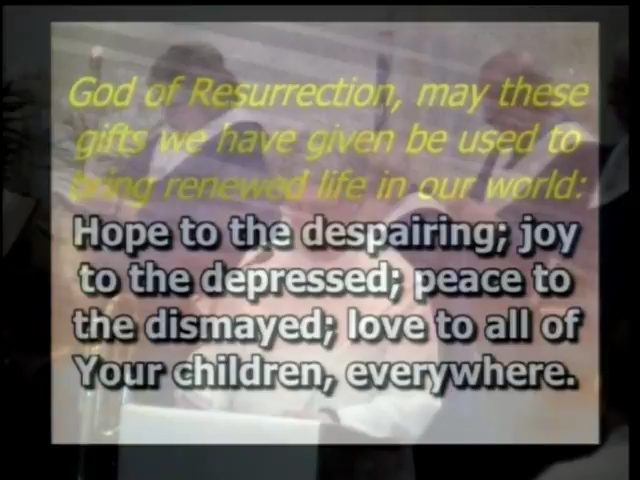 God of Resurrection, may these
gifts we have given be used to
bring renewed life in our world:
Hope to the despairing; joy
to the depressed; peace to
the dismayed; love to all of
Your children, everywhere.